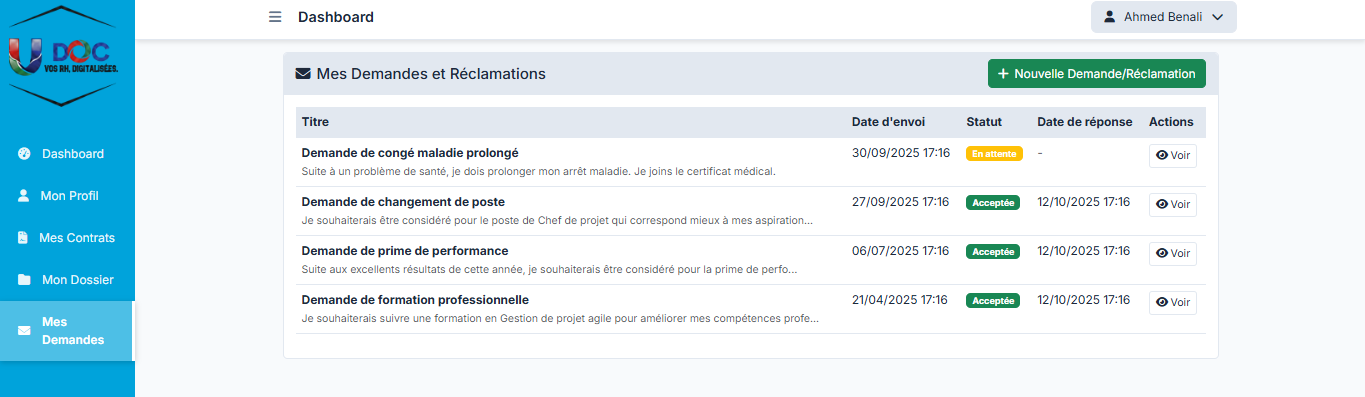 U DOC
VOS RH, DIGITALISÉES.
Dashboard
Mon Profil
Mes Contrats
Mon Dossier
Mes
Demandes
Dashboard
Ahmed Benali
Mes Demandes et Réclamations
+ Nouvelle Demande/Réclamation
Titre Date d'envoi Statut Date de réponse Actions
Demande de congé maladie prolongé 30/09/2025 17:16 En attente - Voir
Suite à un problème de santé, je dois prolonger mon arrêt maladie. Je joins le certificat médical.
Demande de changement de poste 27/09/2025 17:16 Acceptée 12/10/2025 17:16 Voir
Je souhaiterais être considéré pour le poste de Chef de projet qui correspond mieux à mes aspiration...
Demande de prime de performance 06/07/2025 17:16 Acceptée 12/10/2025 17:16 Voir
Suite aux excellents résultats de cette année, je souhaiterais être considéré pour la prime de perfo...
Demande de formation professionnelle 21/04/2025 17:16 Acceptée 12/10/2025 17:16 Voir
Je souhaiterais suivre une formation en Gestion de projet agile pour améliorer mes compétences profe...